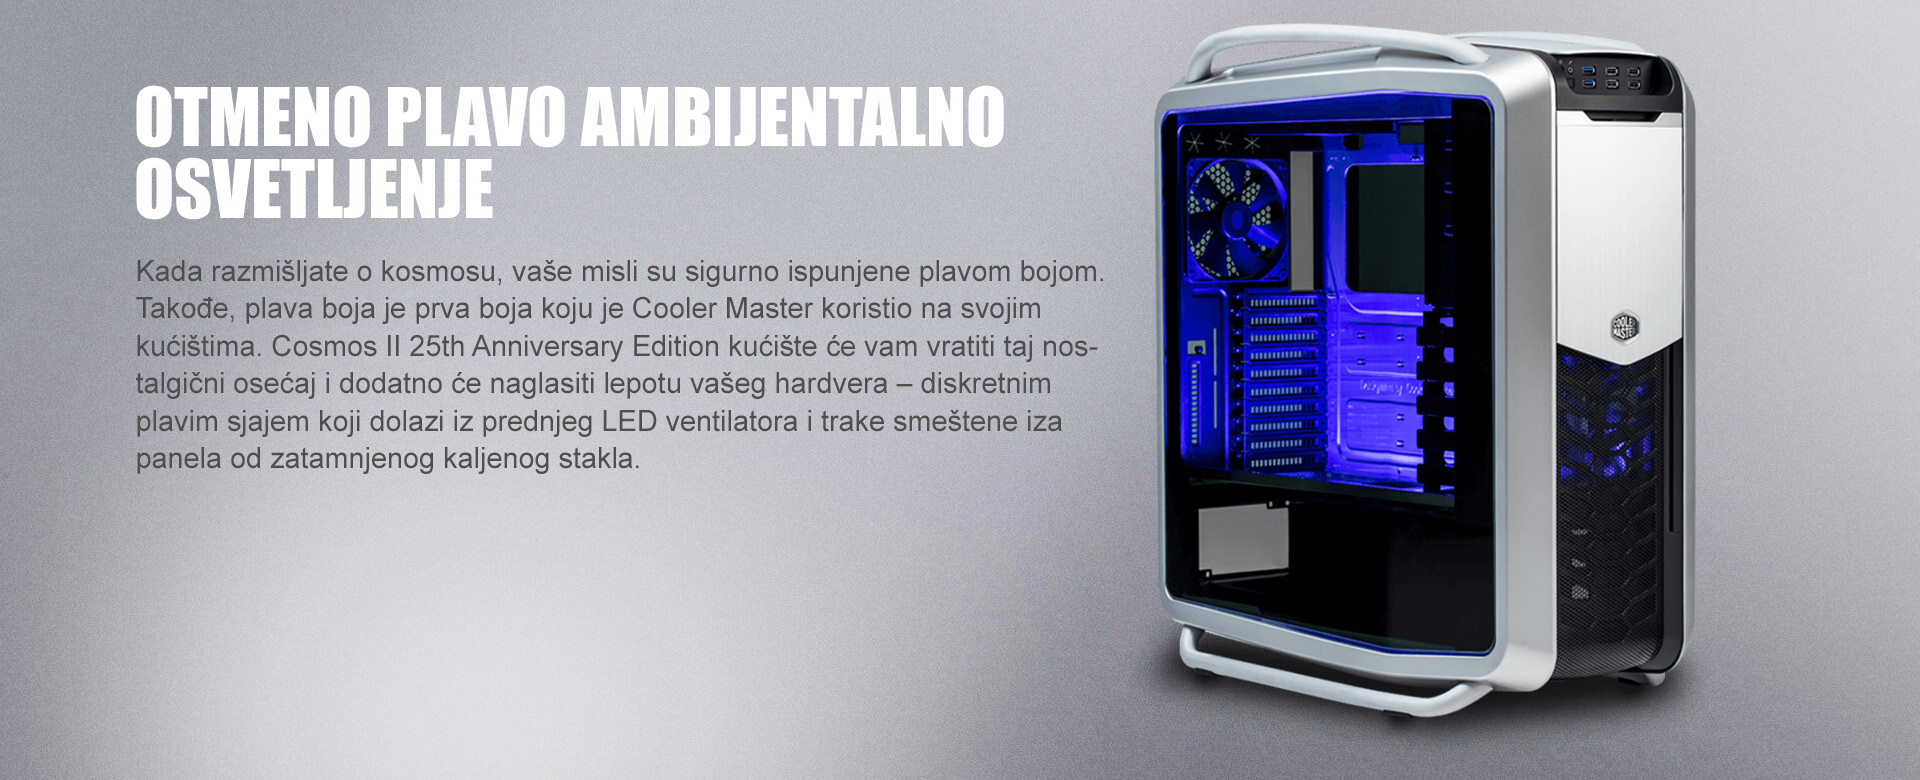 OTMENO PLAVO AMBIJENTALNO
OSVETLJENJE
Kada razmišljate o kosmosu, vaše misli su sigurno ispunjene plavom bojom.
Takođe, plava boja je prva boja koju je Cooler Master koristio na svojim
kućištima. Cosmos II 25th Anniversary Edition kućište će vam vratiti taj nos-
talgični osećaj i dodatno će naglasiti lepotu vašeg hardvera – diskretnim
plavim sjajem koji dolazi iz prednjeg LED ventilatora i trake smeštene iza
panela od zatamnjenog kaljenog stakla.
COOLER
MASTER